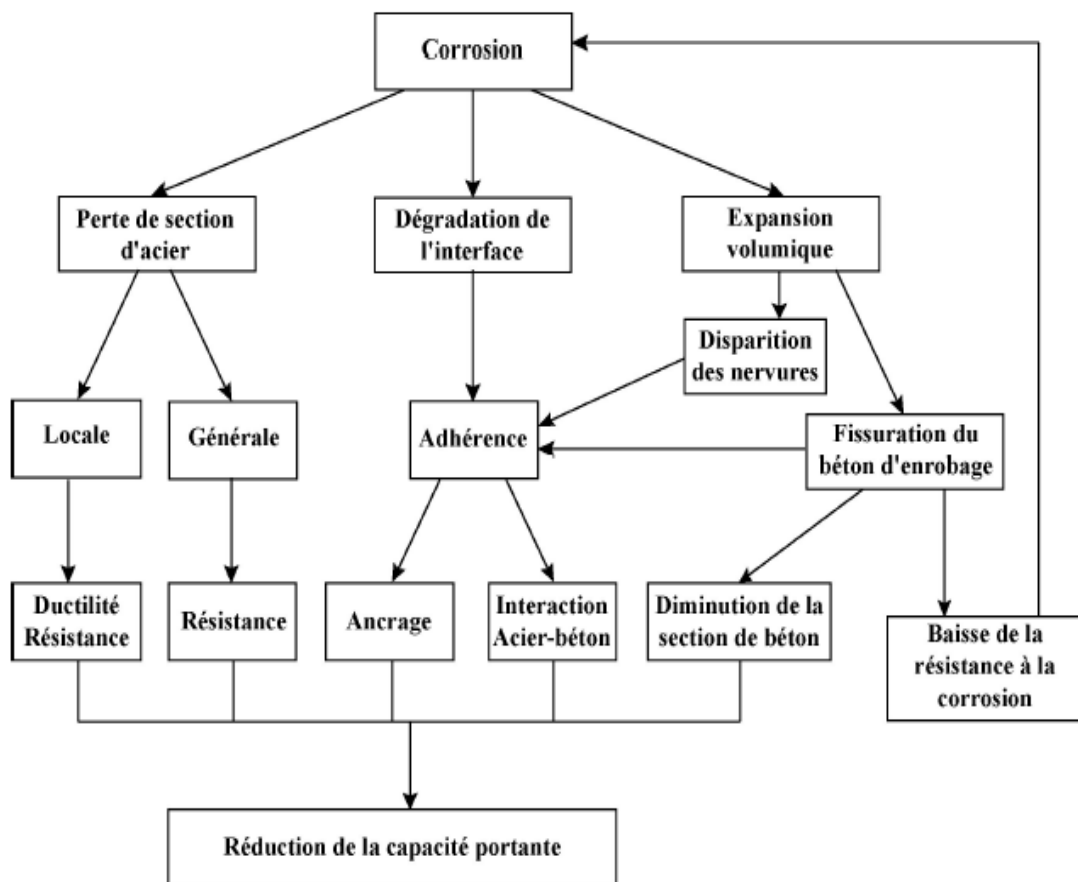 Corrosion
Perte de section
d'acier
Dégradation de
l'interface
Expansion
volumique
Disparition
des nervures
Locale
Générale
Adhérence
Fissuration du
béton d'enrobage
Ductilité
Résistance
Résistance
Ancrage
Interaction
Acier-béton
Diminution de la
section de béton
Baisse de la
résistance à la
corrosion
Réduction de la capacité portante